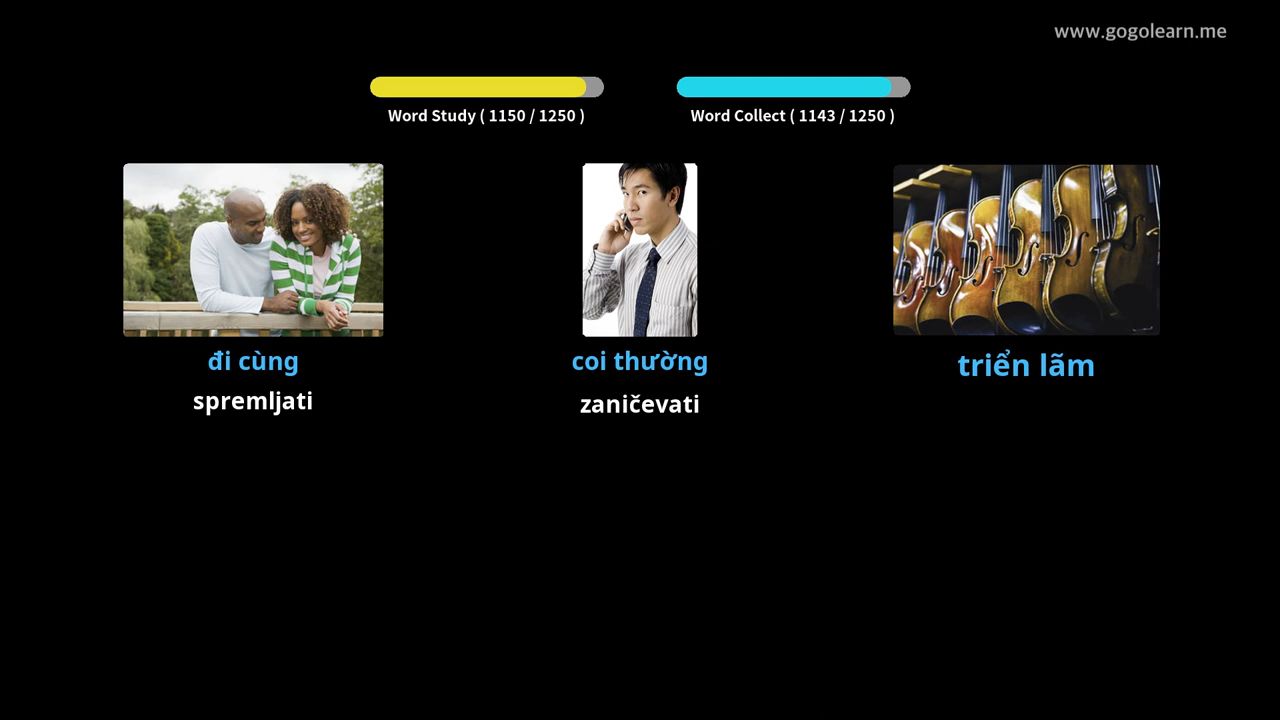 www.gogolearn.me
Word Study ( 1150 / 1250 )
Word Collect ( 1143 / 1250 )
đi cùng
spremljati
coi thường
zaničevati
triển lãm